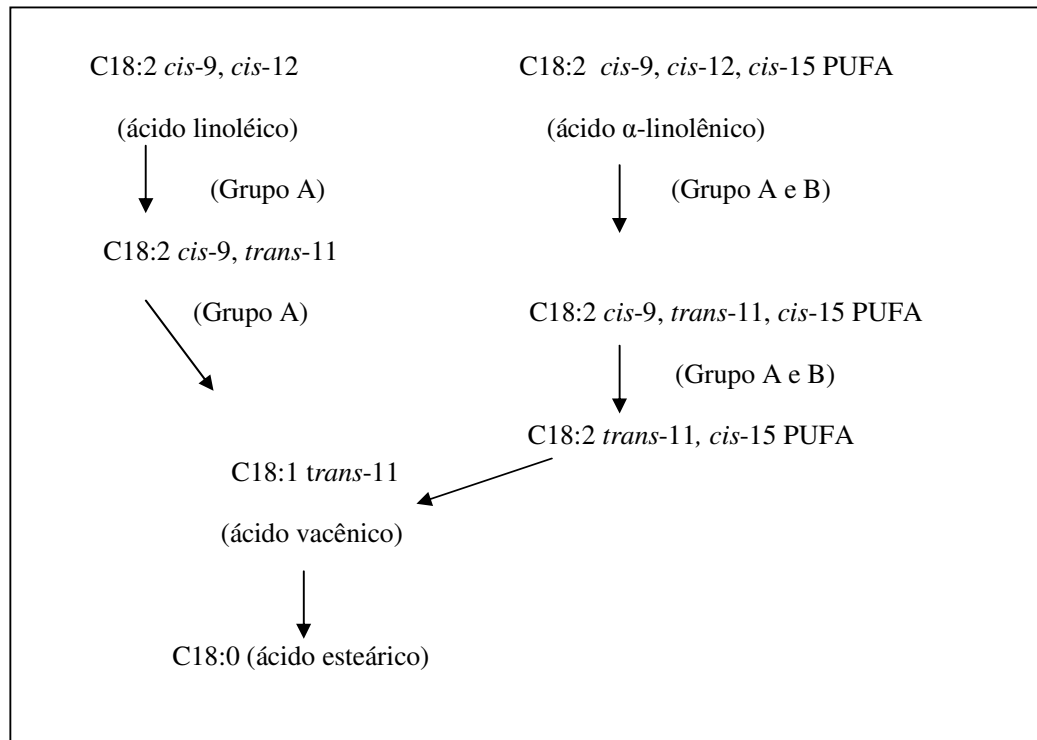 C18:2 cis-9, cis-12
(ácido linoléico)
(Grupo A)
C18:2 cis-9, trans-11
(Grupo A)
C18:2 cis-9, cis-12, cis-15 PUFA
(ácido α-linolênico)
(Grupo A e B)
C18:2 cis-9, trans-11, cis-15 PUFA
(Grupo A e B)
C18:2 trans-11, cis-15 PUFA
C18:1 trans-11
(ácido vacênico)
C18:0 (ácido esteárico)